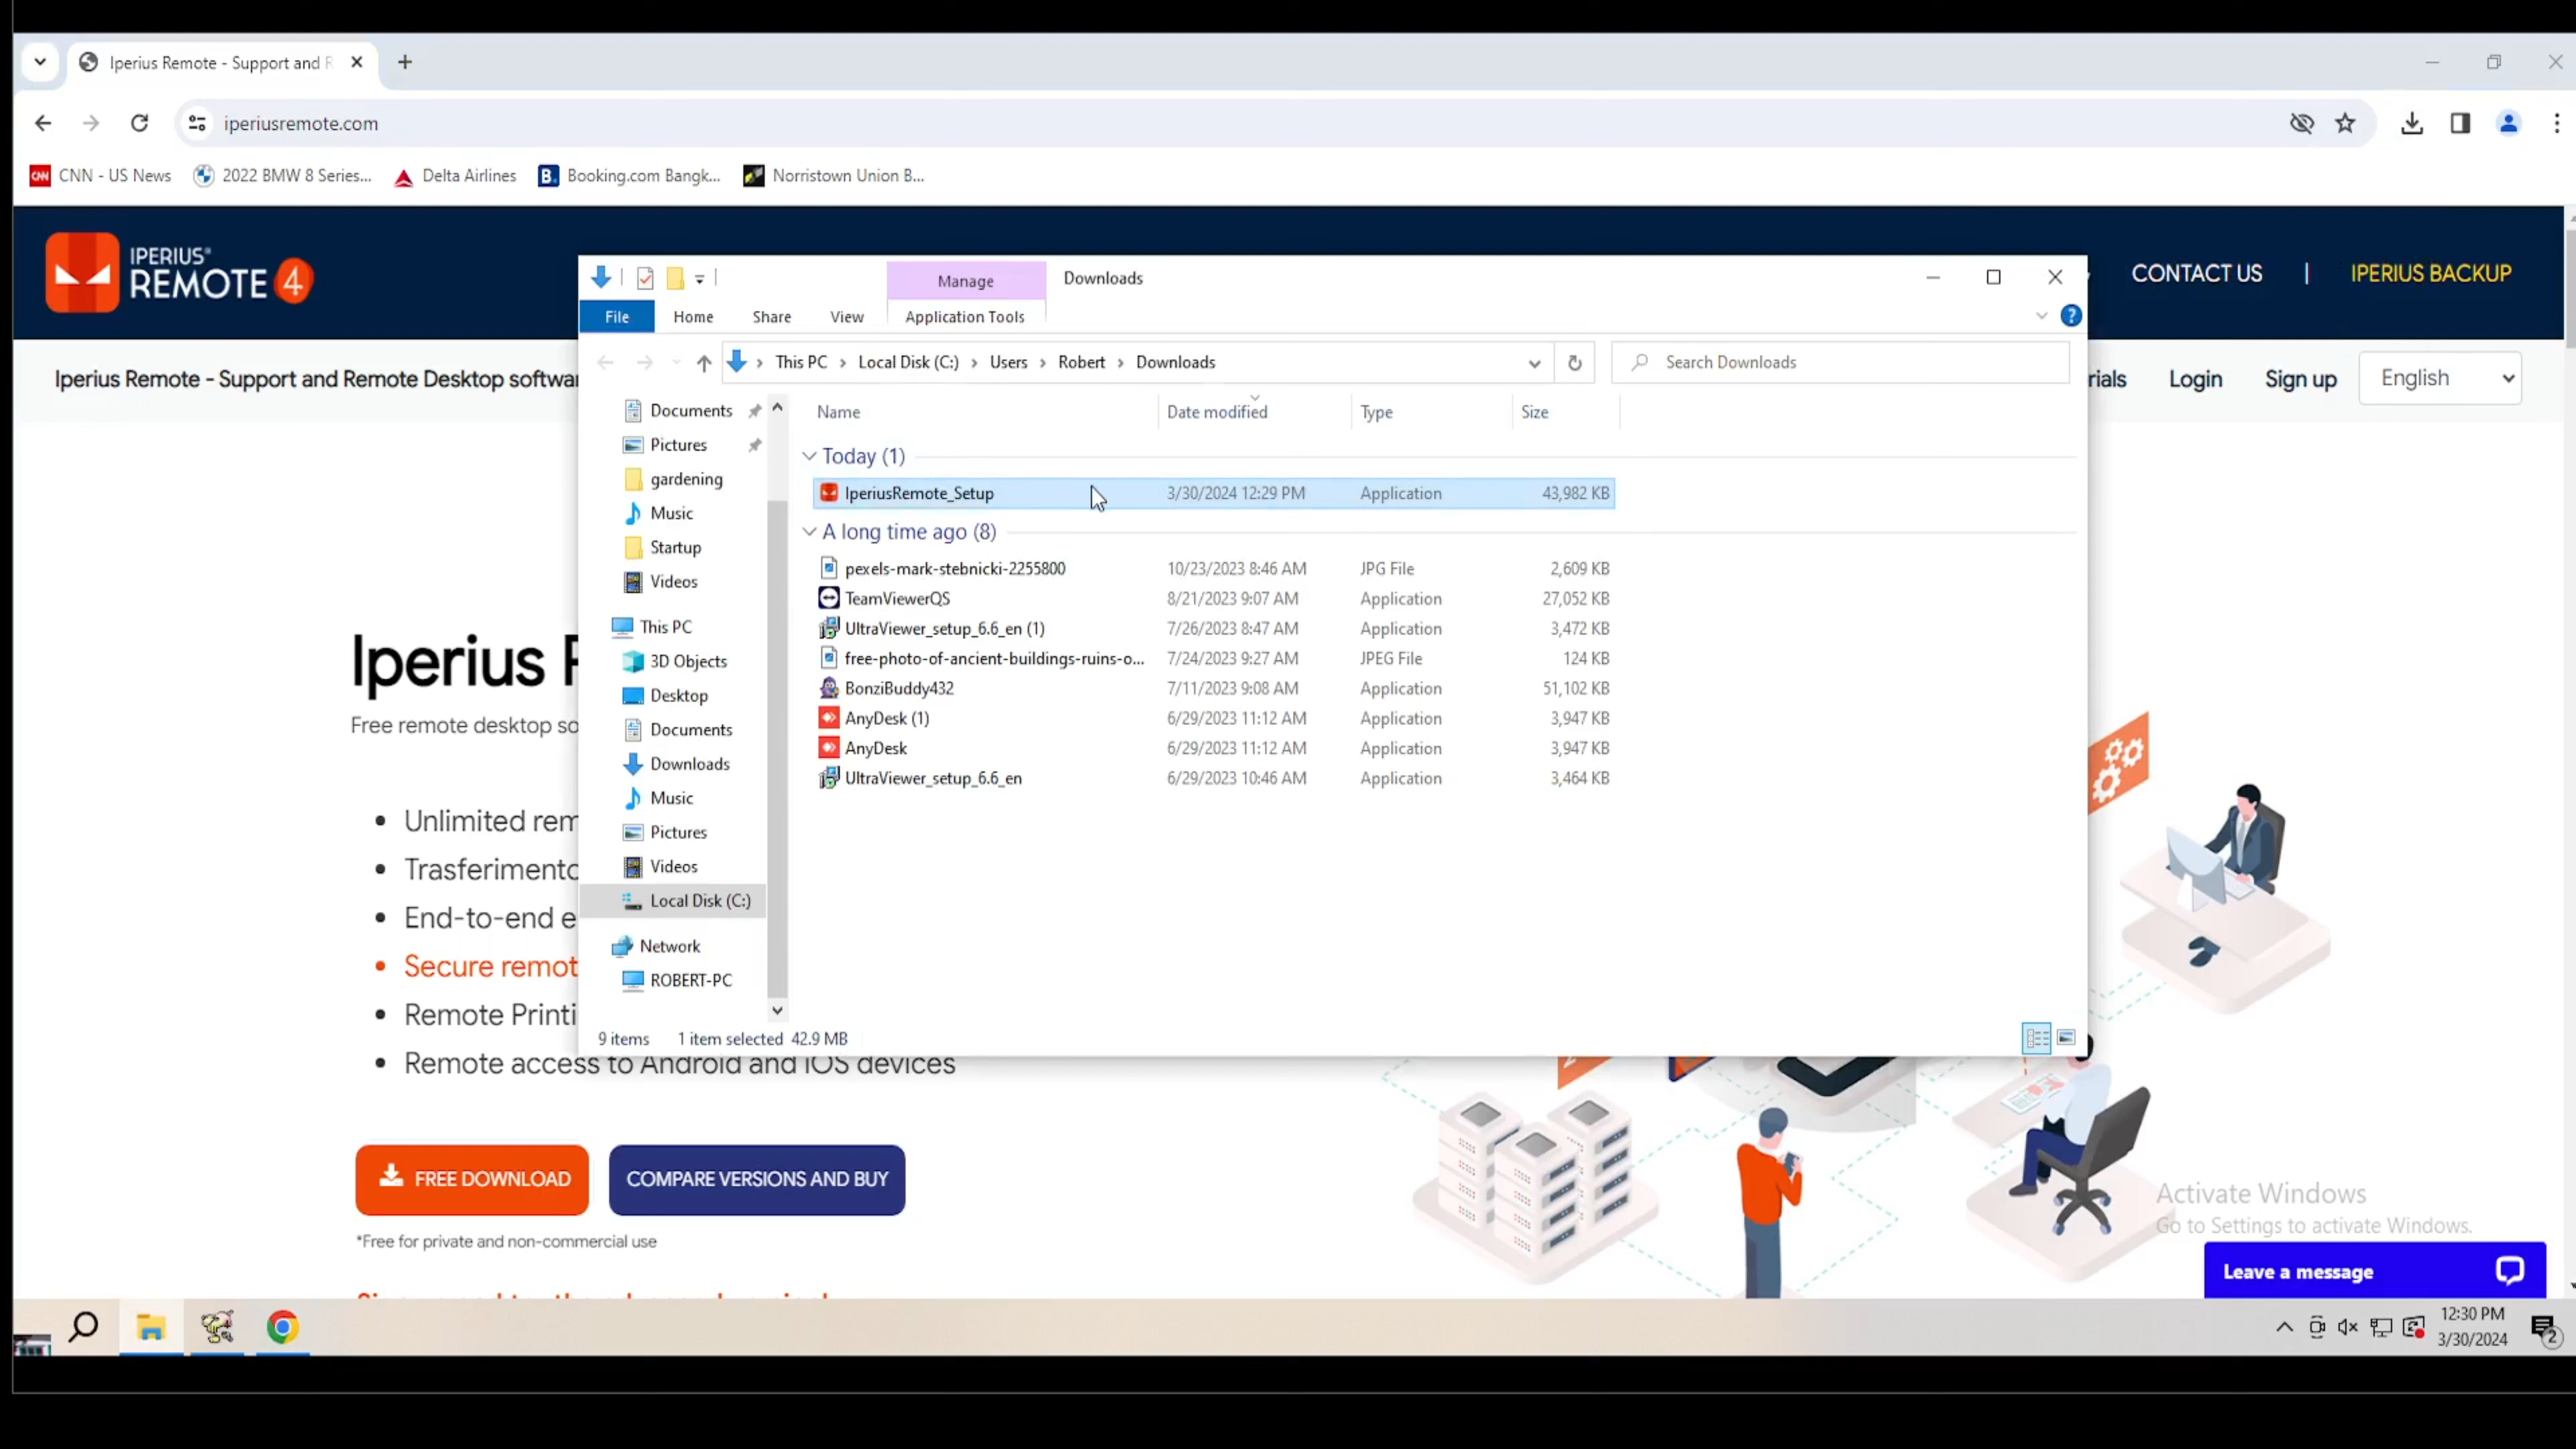 Iperius Remote - Support and R
iperiusremote.com
CNN - US News
2022 BMW 8 Series...
Delta Airlines
Booking.com Bangk...
Norristown Union B...
IPERIUS®
REMOTE 4
CONTACT US | IPERIUS BACKUP
Manage
Downloads
File
Home
Share
View
Application Tools
This PC > Local Disk (C:) > Users > Robert > Downloads
Search Downloads
Iperius Remote - Support and Remote Desktop softwa
rials
Login
Sign up
English
Name
Date modified
Type
Size
Documents
Pictures
gardening
Music
Startup
Videos
This PC
3D Objects
Desktop
Documents
Downloads
Music
Pictures
Videos
Local Disk (C:)
Network
ROBERT-PC
Today (1)
IperiusRemote_Setup 3/30/2024 12:29 PM Application 43,982 KB
A long time ago (8)
pexels-mark-stebnicki-2255800 10/23/2023 8:46 AM JPG File 2,609 KB
TeamViewerQS 8/21/2023 9:07 AM Application 27,052 KB
UltraViewer_setup_6.6_en (1) 7/26/2023 8:47 AM Application 3,472 KB
free-photo-of-ancient-buildings-ruins-o... 7/24/2023 9:27 AM JPEG File 124 KB
BonziBuddy432 7/11/2023 9:08 AM Application 51,102 KB
AnyDesk (1) 6/29/2023 11:12 AM Application 3,947 KB
AnyDesk 6/29/2023 11:12 AM Application 3,947 KB
UltraViewer_setup_6.6_en 6/29/2023 10:46 AM Application 3,464 KB
9 items 1 item selected 42.9 MB
Iperius
Free remote desktop so
Unlimited rem
Trasferimento
End-to-end e
Secure remot
Remote Printi
Remote access to Android and iOS devices
FREE DOWNLOAD
COMPARE VERSIONS AND BUY
*Free for private and non-commercial use
Activate Windows
Go to Settings to activate Windows.
Leave a message
12:30 PM
3/30/2024
2